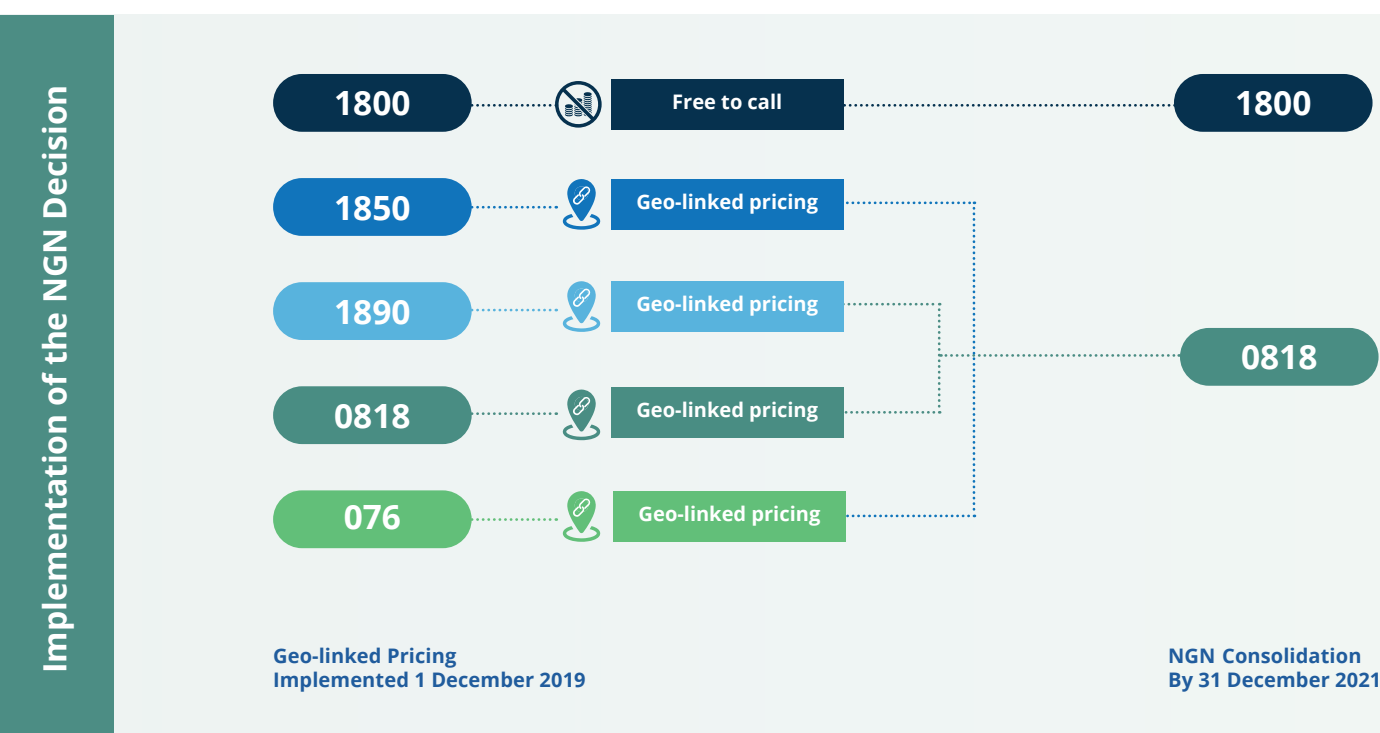 Implementation of the NGN Decision
1800
Free to call
1800
1850
Geo-linked pricing
1890
Geo-linked pricing
0818
0818
Geo-linked pricing
076
Geo-linked pricing
Geo-linked Pricing
Implemented 1 December 2019
NGN Consolidation
By 31 December 2021